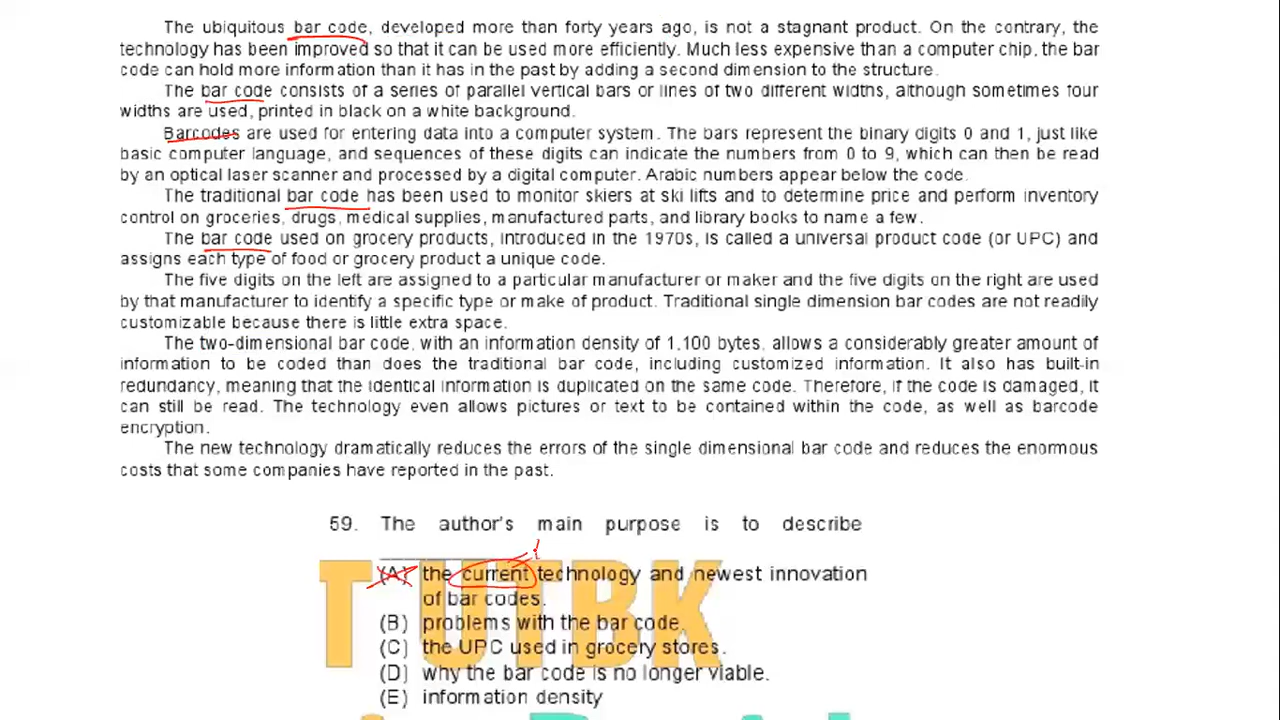 The ubiquitous bar code, developed more than forty years ago, is not a stagnant product. On the contrary, the
technology has been improved so that it can be used more efficiently. Much less expensive than a computer chip, the bar
code can hold more information than it has in the past by adding a second dimension to the structure.
The bar code consists of a series of parallel vertical bars or lines of two different widths, although sometimes four
widths are used, printed in black on a white background.
Barcodes are used for entering data into a computer system. The bars represent the binary digits 0 and 1, just like
basic computer language, and sequences of these digits can indicate the numbers from 0 to 9, which can then be read
by an optical laser scanner and processed by a digital computer. Arabic numbers appear below the code.
The traditional bar code has been used to monitor skiers at ski lifts and to determine price and perform inventory
control on groceries, drugs, medical supplies, manufactured parts, and library books to name a few.
The bar code used on grocery products, introduced in the 1970s, is called a universal product code (or UPC) and
assigns each type of food or grocery product a unique code.
The five digits on the left are assigned to a particular manufacturer or maker and the five digits on the right are used
by that manufacturer to identify a specific type or make of product. Traditional single dimension bar codes are not readily
customizable because there is little extra space.
The two-dimensional bar code, with an information density of 1,100 bytes, allows a considerably greater amount of
information to be coded than does the traditional bar code, including customized information. It also has built-in
redundancy, meaning that the identical information is duplicated on the same code. Therefore, if the code is damaged, it
can still be read. The technology even allows pictures or text to be contained within the code, as well as barcode
encryption.
The new technology dramatically reduces the errors of the single dimensional bar code and reduces the enormous
costs that some companies have reported in the past.
59. The author's main purpose is to describe
(A) the current technology and newest innovation
of bar codes.
(B) problems with the bar code.
(C) the UPC used in grocery stores.
(D) why the bar code is no longer viable.
(E) information density
T UTBK